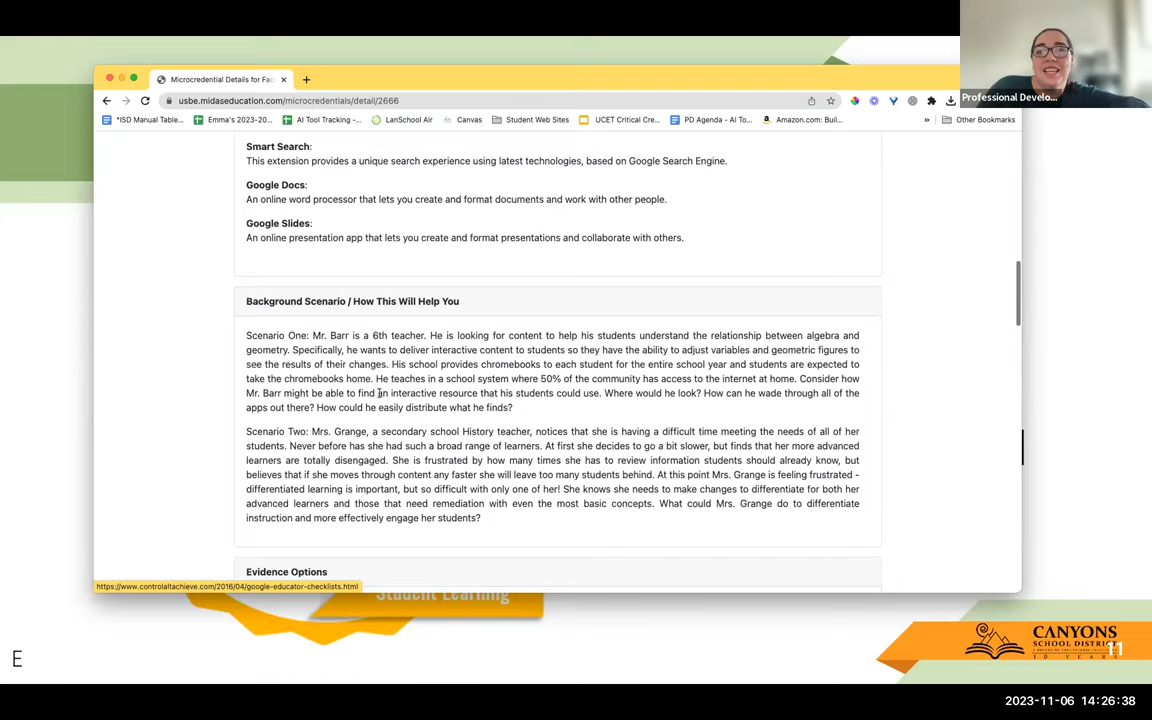 Microcredential Details for Fac
usbe.midaseducation.com/microcredentials/detail/2666
Professional Develo...
*ISD Manual Table...
Emma's 2023-20...
AI Tool Tracking -...
LanSchool Air
Canvas
Student Web Sites
UCET Critical Cre...
PD Agenda - AI To...
Amazon.com: Buil...
»
Other Bookmarks
Smart Search:
This extension provides a unique search experience using latest technologies, based on Google Search Engine.
Google Docs:
An online word processor that lets you create and format documents and work with other people.
Google Slides:
An online presentation app that lets you create and format presentations and collaborate with others.
Background Scenario / How This Will Help You
Scenario One: Mr. Barr is a 6th teacher. He is looking for content to help his students understand the relationship between algebra and
geometry. Specifically, he wants to deliver interactive content to students so they have the ability to adjust variables and geometric figures to
see the results of their changes. His school provides chromebooks to each student for the entire school year and students are expected to
take the chromebooks home. He teaches in a school system where 50% of the community has access to the internet at home. Consider how
Mr. Barr might be able to find an interactive resource that his students could use. Where would he look? How can he wade through all of the
apps out there? How could he easily distribute what he finds?
Scenario Two: Mrs. Grange, a secondary school History teacher, notices that she is having a difficult time meeting the needs of all of her
students. Never before has she had such a broad range of learners. At first she decides to go a bit slower, but finds that her more advanced
learners are totally disengaged. She is frustrated by how many times she has to review information students should already know, but
believes that if she moves through content any faster she will leave too many students behind. At this point Mrs. Grange is feeling frustrated -
differentiated learning is important, but so difficult with only one of her! She knows she needs to make changes to differentiate for both her
advanced learners and those that need remediation with even the most basic concepts. What could Mrs. Grange do to differentiate
instruction and more effectively engage her students?
Evidence Options
https://www.controlaltachieve.com/2016/04/google-educator-checklists.html
Student Learning
E
CANYONS
SCHOOL DISTRICT
10 YEARS
11
2023-11-06 14:26:38